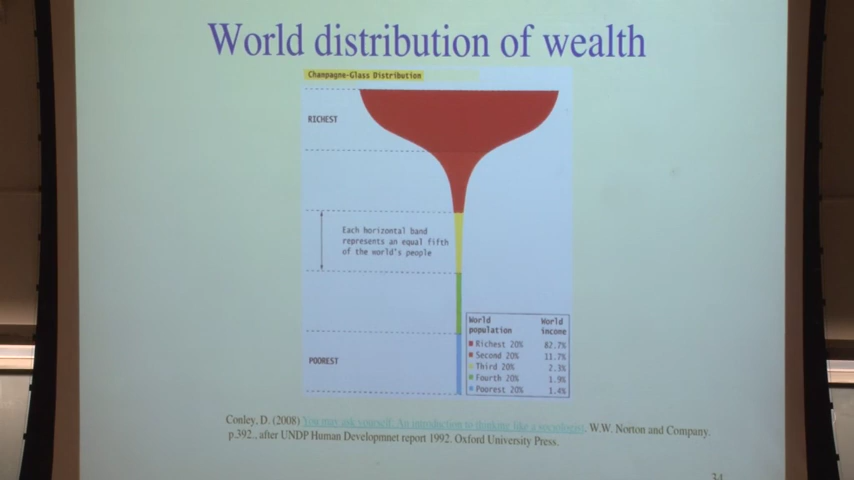 World distribution of wealth
Champagne-Glass Distribution
RICHEST
Each horizontal band
represents an equal fifth
of the world's people
POOREST
World population World income
Richest 20% 82.7%
Second 20% 11.7%
Third 20% 2.3%
Fourth 20% 1.9%
Poorest 20% 1.4%
Conley, D. (2008) You may ask yourself: An introduction to thinking like a sociologist. W.W. Norton and Company.
p.392., after UNDP Human Developmnet report 1992. Oxford University Press.
34